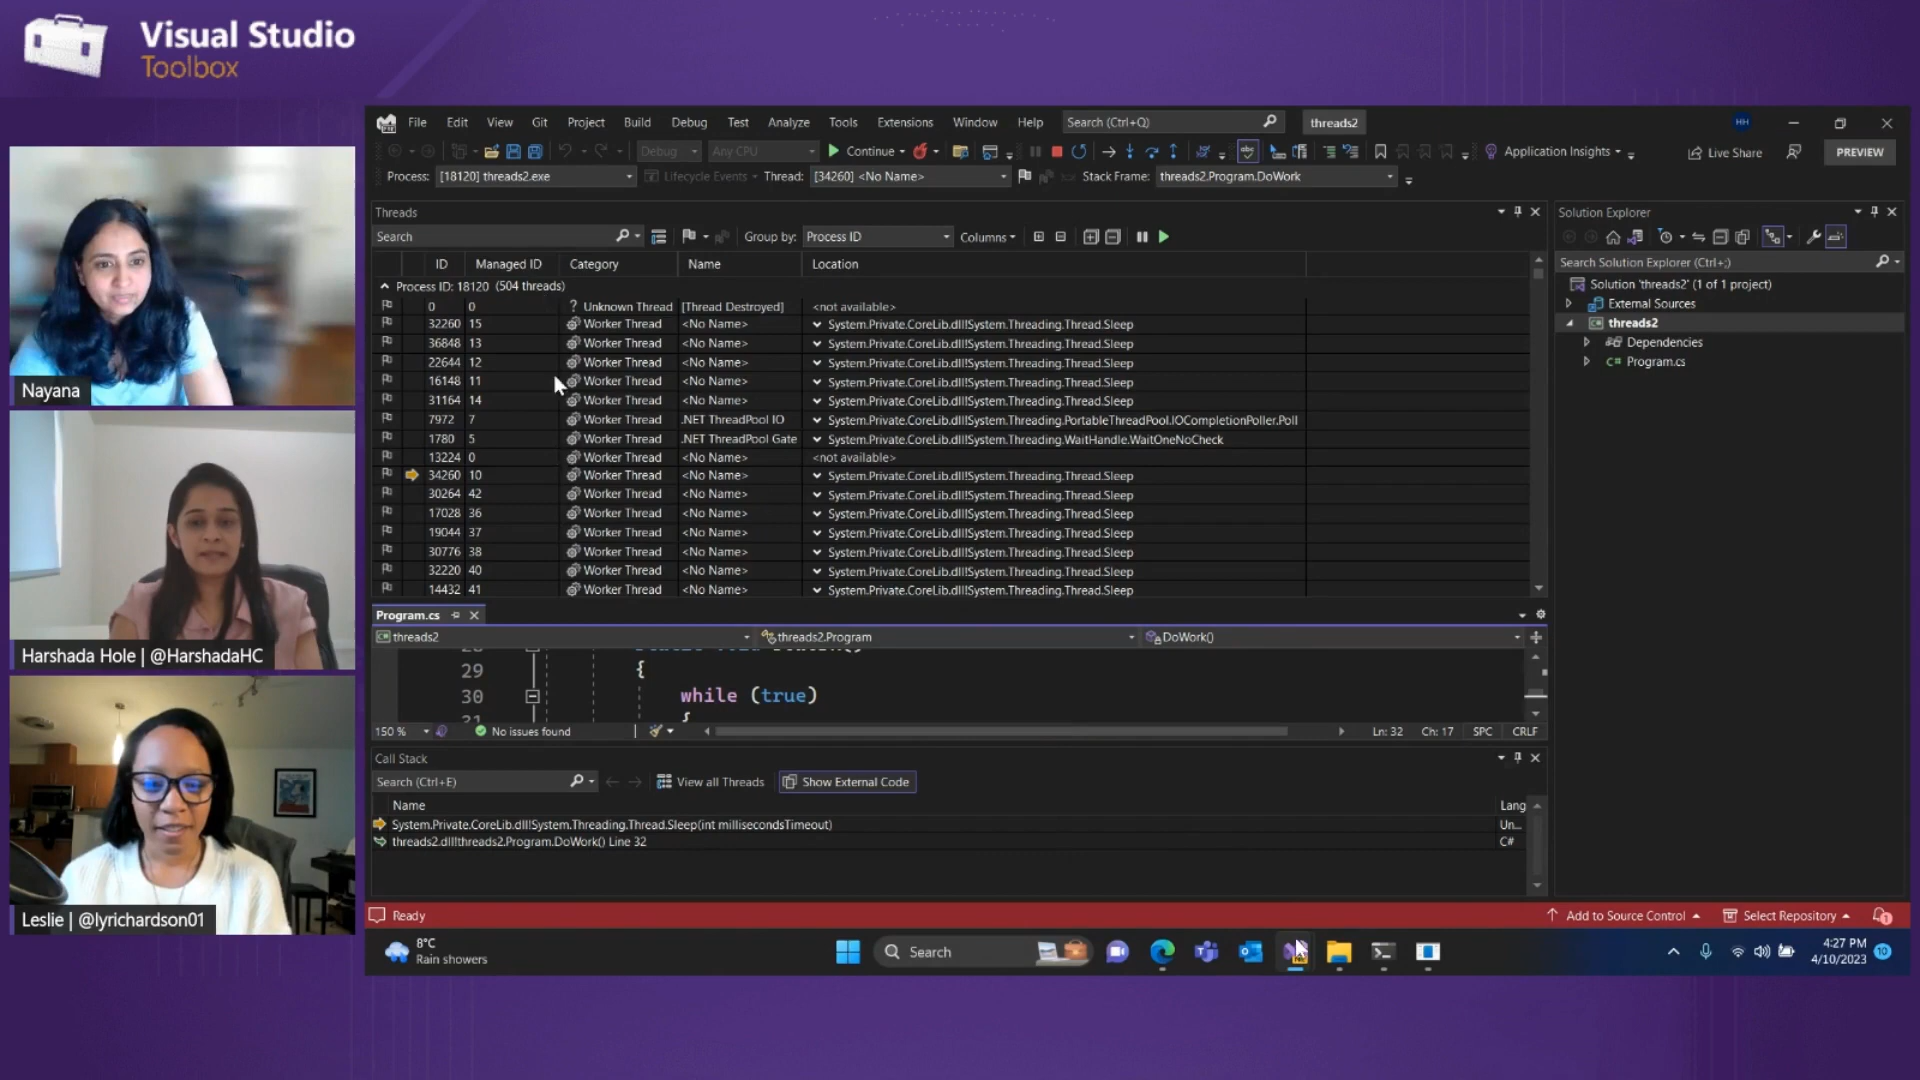 Visual Studio
Toolbox
Nayana
Harshada Hole | @HarshadaHC
Leslie | @lyrichardson01
File Edit View Git Project Build Debug Test Analyze Tools Extensions Window Help Search (Ctrl+Q) threads2 HH
Debug Any CPU Continue Application Insights Live Share PREVIEW
Process: [18120] threads2.exe Lifecycle Events Thread: [34260] <No Name> Stack Frame: threads2.Program.DoWork
Threads
Search Group by: Process ID Columns
ID Managed ID Category Name Location
Process ID: 18120 (504 threads)
0 0 ? Unknown Thread [Thread Destroyed] <not available>
32260 15 Worker Thread <No Name> System.Private.CoreLib.dll!System.Threading.Thread.Sleep
36848 13 Worker Thread <No Name> System.Private.CoreLib.dll!System.Threading.Thread.Sleep
22644 12 Worker Thread <No Name> System.Private.CoreLib.dll!System.Threading.Thread.Sleep
16148 11 Worker Thread <No Name> System.Private.CoreLib.dll!System.Threading.Thread.Sleep
31164 14 Worker Thread <No Name> System.Private.CoreLib.dll!System.Threading.Thread.Sleep
7972 7 Worker Thread .NET ThreadPool IO System.Private.CoreLib.dll!System.Threading.PortableThreadPool.IOCompletionPoller.Poll
1780 5 Worker Thread .NET ThreadPool Gate System.Private.CoreLib.dll!System.Threading.WaitHandle.WaitOneNoCheck
13224 0 Worker Thread <No Name> <not available>
34260 10 Worker Thread <No Name> System.Private.CoreLib.dll!System.Threading.Thread.Sleep
30264 42 Worker Thread <No Name> System.Private.CoreLib.dll!System.Threading.Thread.Sleep
17028 36 Worker Thread <No Name> System.Private.CoreLib.dll!System.Threading.Thread.Sleep
19044 37 Worker Thread <No Name> System.Private.CoreLib.dll!System.Threading.Thread.Sleep
30776 38 Worker Thread <No Name> System.Private.CoreLib.dll!System.Threading.Thread.Sleep
32220 40 Worker Thread <No Name> System.Private.CoreLib.dll!System.Threading.Thread.Sleep
14432 41 Worker Thread <No Name> System.Private.CoreLib.dll!System.Threading.Thread.Sleep
Program.cs
threads2 threads2.Program DoWork()
29 {
30 while (true)
31 {
150 % No issues found Ln: 32 Ch: 17 SPC CRLF
Call Stack
Search (Ctrl+E) View all Threads Show External Code
Name Lang
System.Private.CoreLib.dll!System.Threading.Thread.Sleep(int millisecondsTimeout) Un...
threads2.dll!threads2.Program.DoWork() Line 32 C#
Ready Add to Source Control Select Repository 1
Solution Explorer
Search Solution Explorer (Ctrl+;)
Solution 'threads2' (1 of 1 project)
External Sources
threads2
Dependencies
C# Program.cs
8°C
Rain showers
Search
4:27 PM
4/10/2023
10